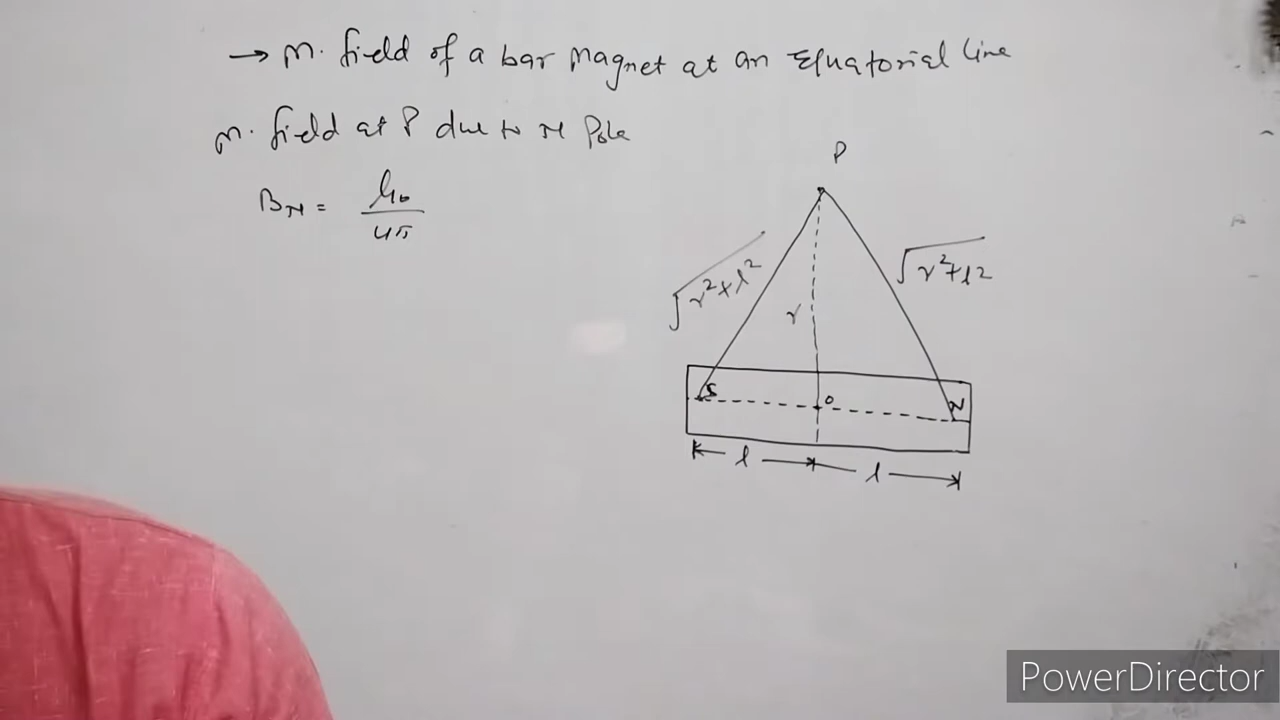 → M. field of a bar Magnet at an Equatorial line
M. field at P due to N Pole
B_N = μ₀/4π
P
√r²+l²
√r²+l²
r
S
O
N
l
l
PowerDirector